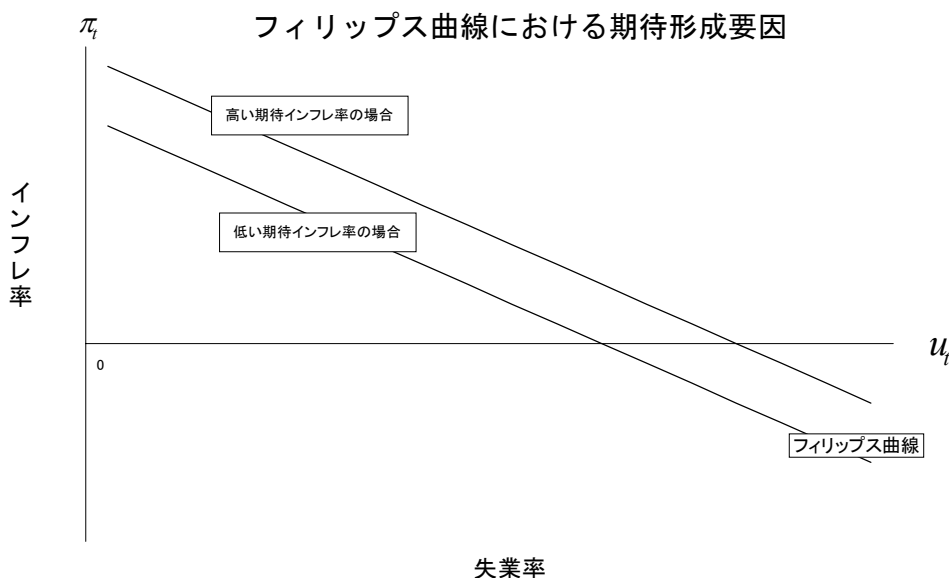 フィリップス曲線における期待形成要因
π_t
高い期待インフレ率の場合
低い期待インフレ率の場合
インフレ率
0
u_t
フィリップス曲線
失業率